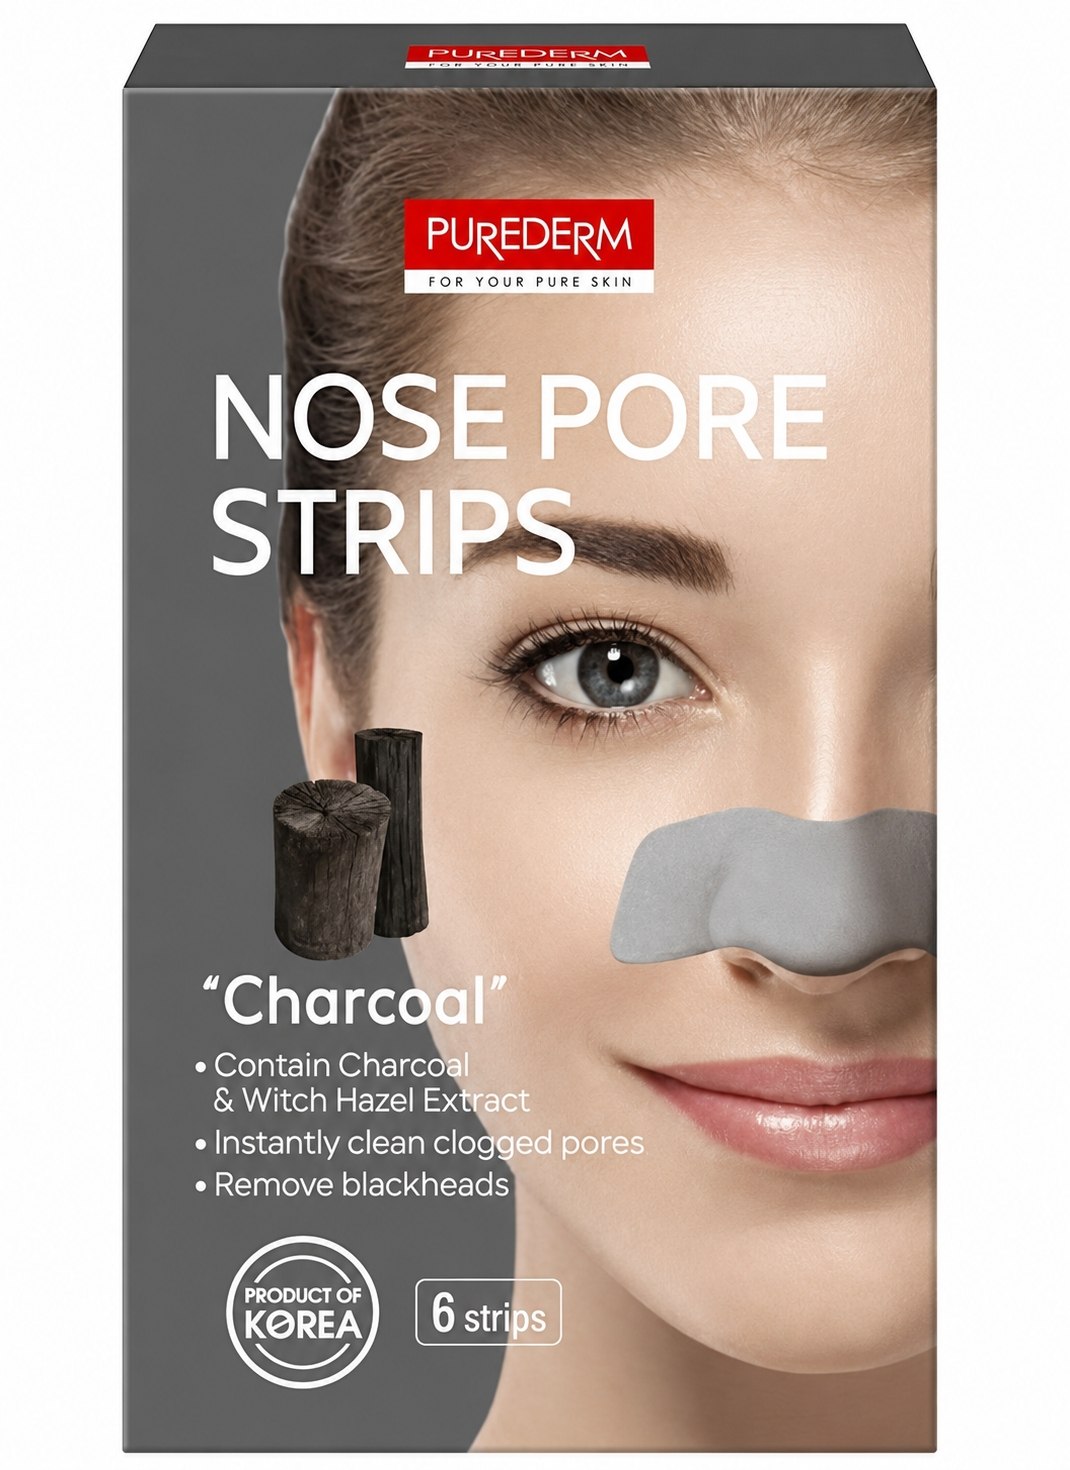 PUREDERM
FOR YOUR PURE SKIN
PUREDERM
FOR YOUR PURE SKIN
NOSE PORE
STRIPS
“Charcoal”
• Contain Charcoal
& Witch Hazel Extract
• Instantly clean clogged pores
• Remove blackheads
PRODUCT OF
KOREA
6 strips